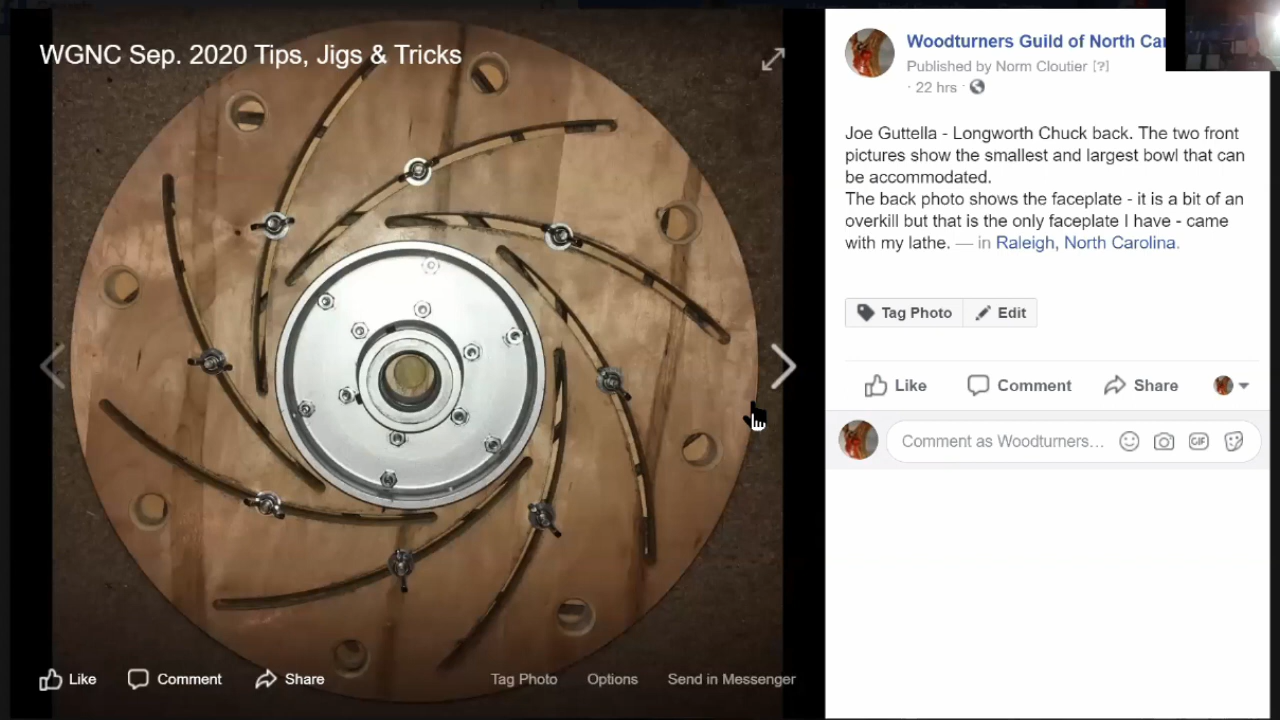 WGNC Sep. 2020 Tips, Jigs & Tricks
Like
Comment
Share
Tag Photo
Options
Send in Messenger
Woodturners Guild of North Car
Published by Norm Cloutier [?]
· 22 hrs ·
Joe Guttella - Longworth Chuck back. The two front
pictures show the smallest and largest bowl that can
be accommodated.
The back photo shows the faceplate - it is a bit of an
overkill but that is the only faceplate I have - came
with my lathe. — in Raleigh, North Carolina.
Tag Photo
Edit
Like
Comment
Share
Comment as Woodturners...
GIF